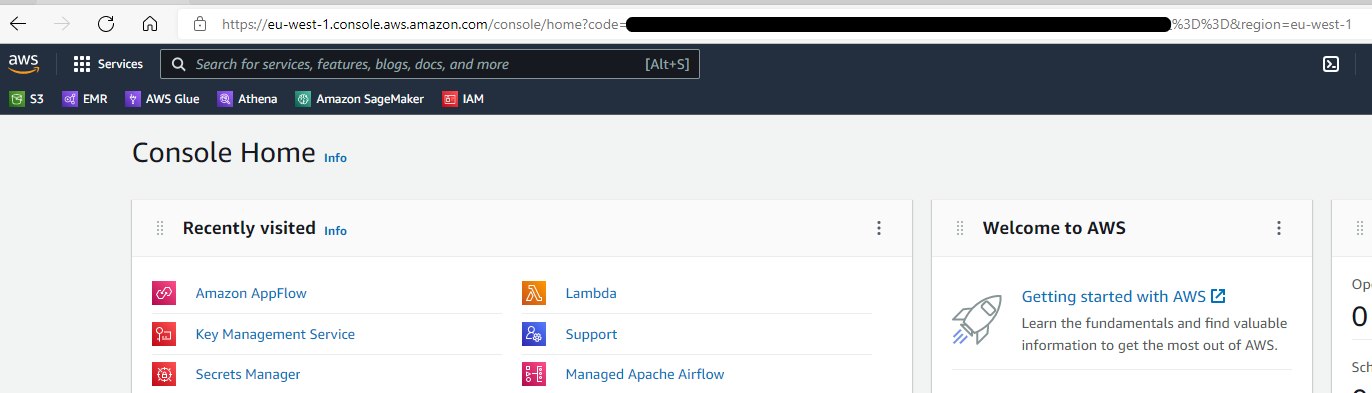 https://eu-west-1.console.aws.amazon.com/console/home?code= %3D%3D&region=eu-west-1
aws Services Search for services, features, blogs, docs, and more [Alt+S]
S3 EMR AWS Glue Athena Amazon SageMaker IAM
Console Home Info
Recently visited Info
Amazon AppFlow
Key Management Service
Secrets Manager
Lambda
Support
Managed Apache Airflow
Welcome to AWS
Getting started with AWS
Learn the fundamentals and find valuable
information to get the most out of AWS.
0